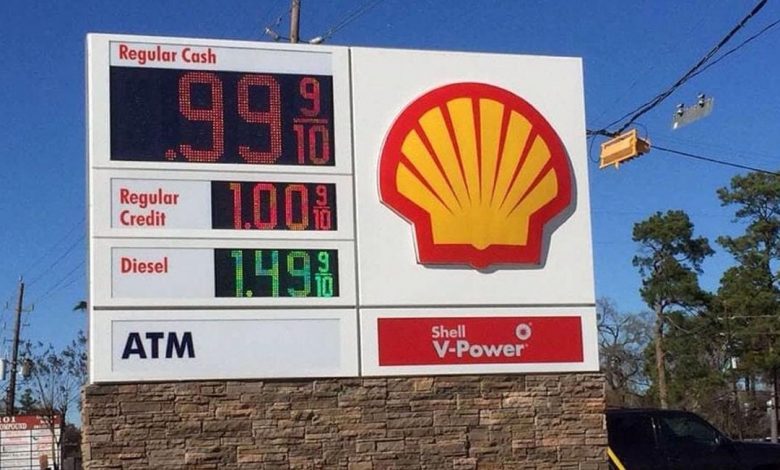 Regular Cash
.99 9/10
Regular
Credit
1.00 9/10
Diesel
1.49 9/10
ATM
Shell
V-Power